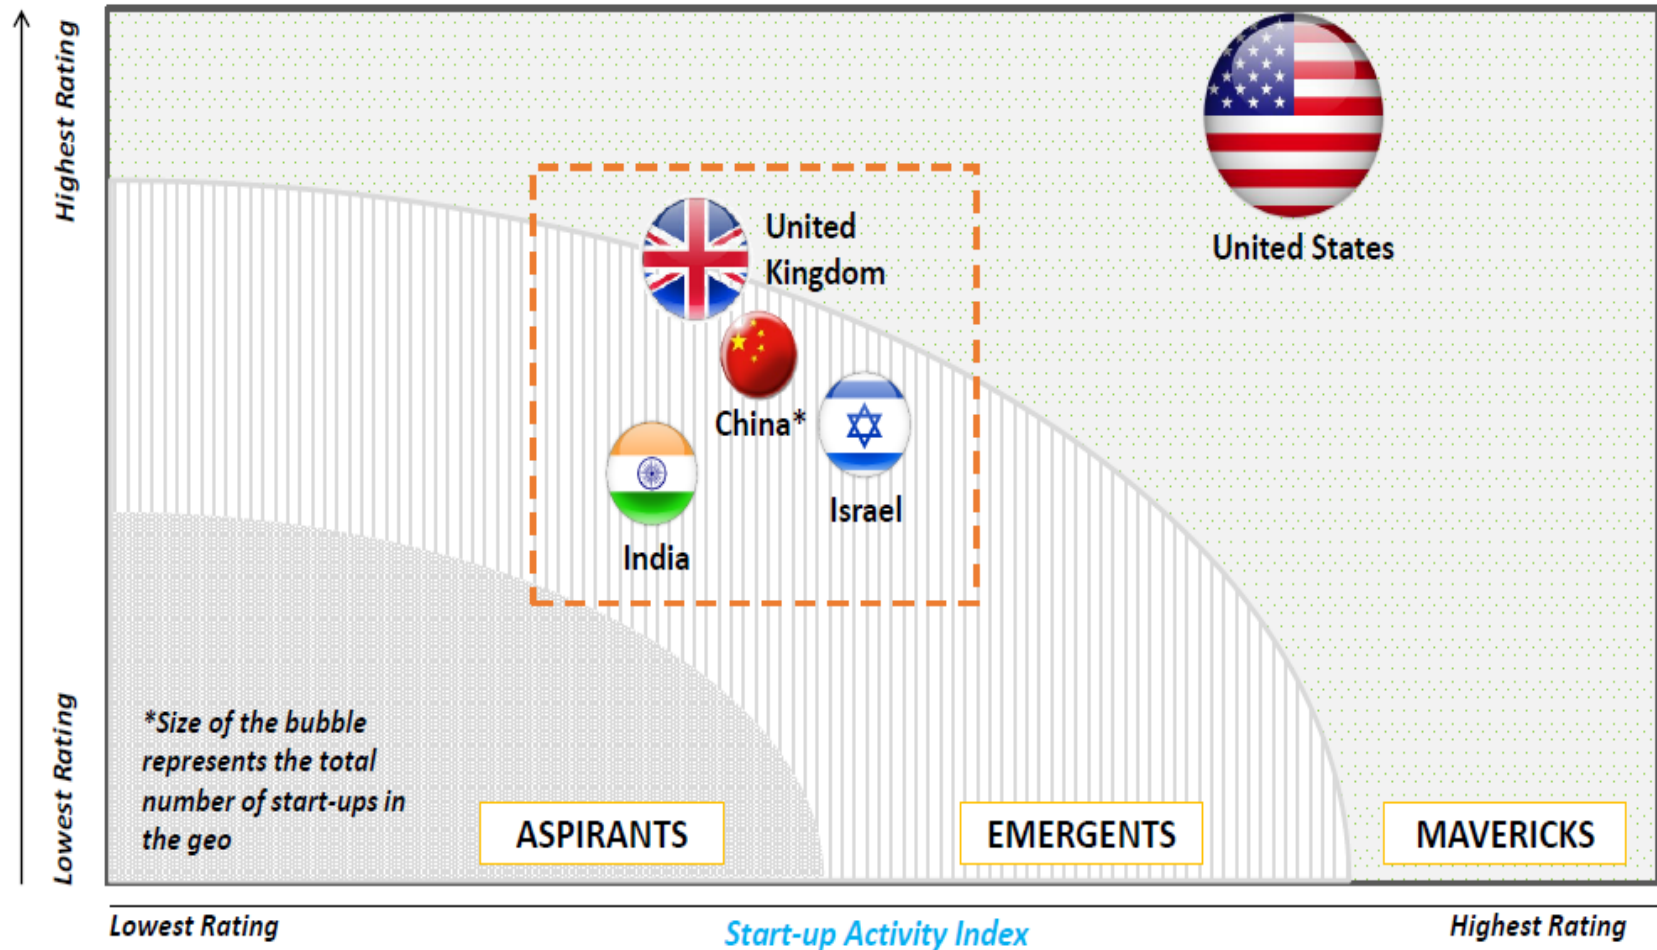 Highest Rating
United
Kingdom
United States
China*
Israel
India
Lowest Rating
*Size of the bubble
represents the total
number of start-ups in
the geo
ASPIRANTS
EMERGENTS
MAVERICKS
Lowest Rating
Start-up Activity Index
Highest Rating